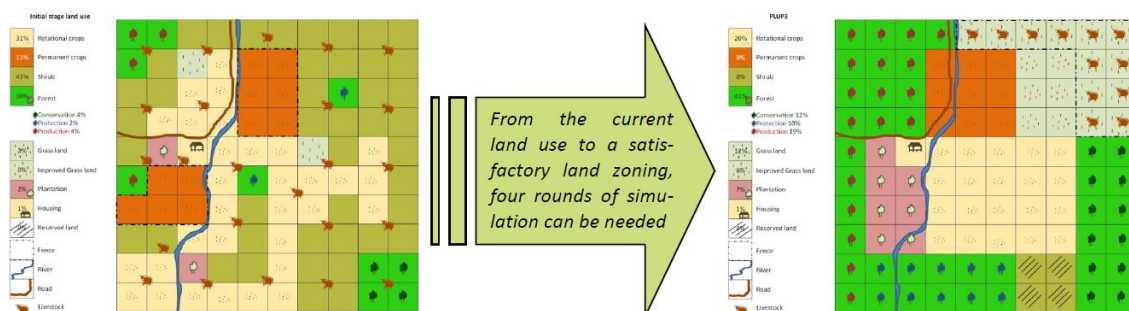 Initial stage land use
31% Rotational crops
11% Permanent crops
43% Shrub
10% Forest
Conservation 4%
Protection 2%
Production 4%
2% Grass land
0% Improved Grass land
2% Plantation
1% Housing
0% Reserved land
Fence
River
Road
Livestock
From the current
land use to a satis-
factory land zoning,
four rounds of simu-
lation can be needed
PLUP3
20% Rotational crops
9% Permanent crops
8% Shrub
41% Forest
Conservation 12%
Protection 10%
Production 19%
Grass land
Improved Grass land
7% Plantation
1% Housing
Reserved land
Fence
River
Road
Livestock